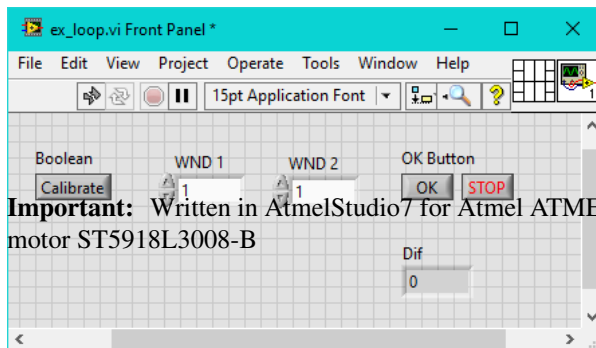 ex_loop.vi Front Panel *
File Edit View Project Operate Tools Window Help
15pt Application Font
1
Boolean WND 1 WND 2 OK Button
Calibrate 1 1 OK STOP
Important: Written in AtmelStudio7 for Atmel ATME
motor ST5918L3008-B
Dif
0